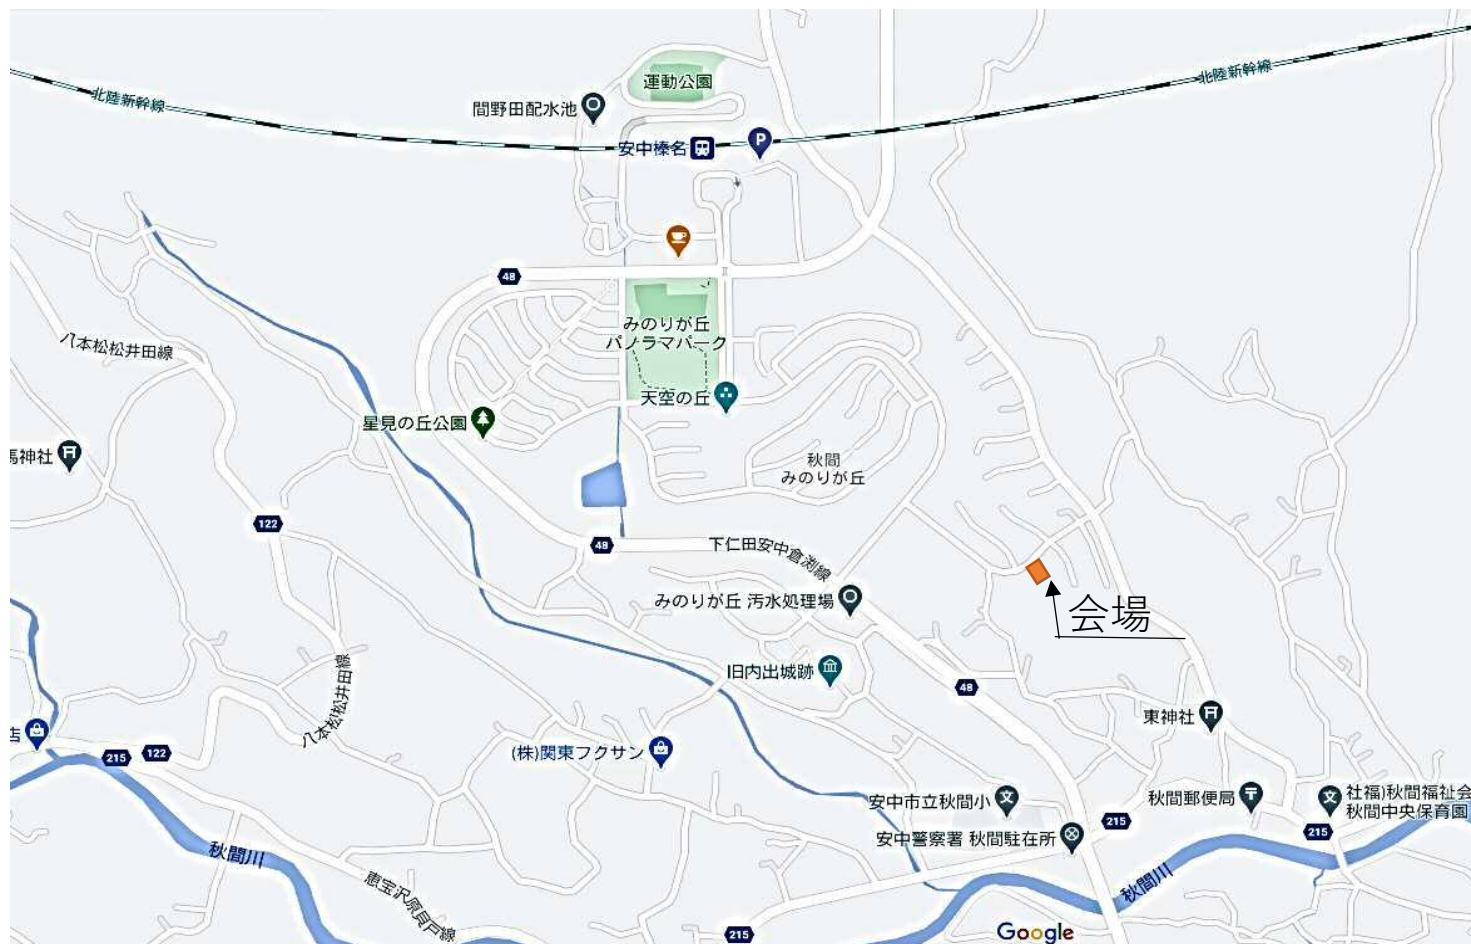 運動公園
北陸新幹線
北陸新幹線
間野田配水池
安中榛名
P
48
みのりが丘
パノラマパーク
八本松松井田線
天空の丘
星見の丘公園
馬神社
秋間
みのりが丘
122
48
下仁田安中倉渕線
みのりが丘 汚水処理場
会場
旧内出城跡
48
八本松松井田線
東神社
店
215
122
(株)関東フクサン
安中市立秋間小
文
秋間郵便局
文
社福)秋間福祉会
秋間中央保育園
215
215
安中警察署 秋間駐在所
秋間川
秋間川
恵宝沢原貝戸線
215
Google